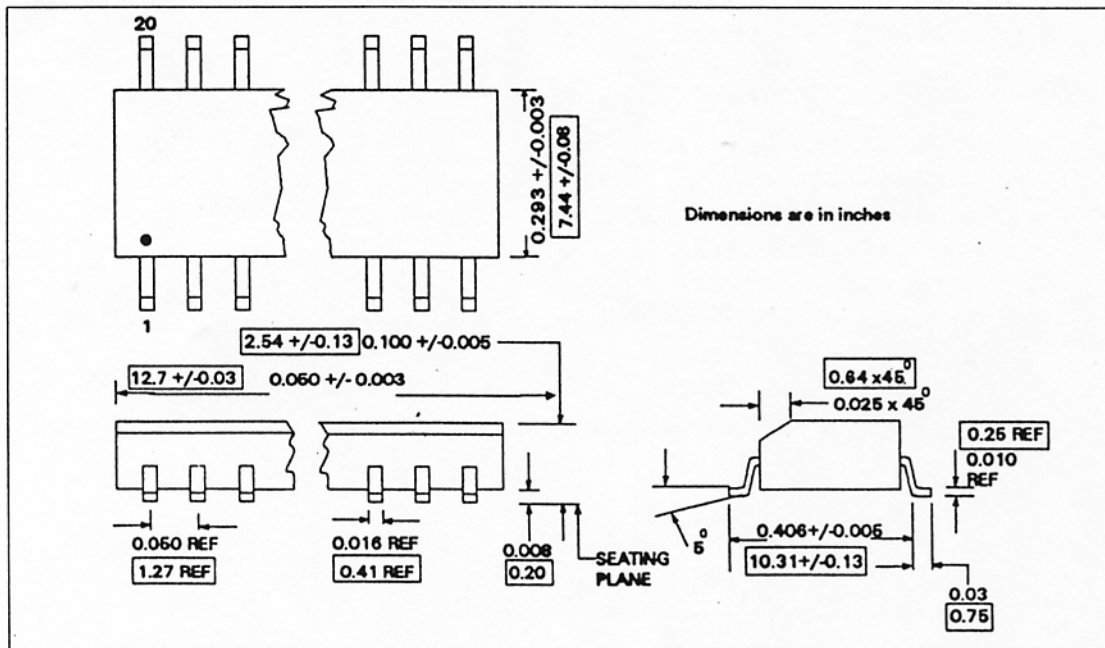 20
0.293 +/-0.003
7.44 +/-0.08
Dimensions are in inches
1
2.54 +/-0.13 0.100 +/-0.005
12.7 +/-0.03 0.050 +/- 0.003
0.64 x45°
0.025 x 45°
0.25 REF
0.010
REF
0.050 REF
1.27 REF
0.016 REF
0.41 REF
0.008
0.20
SEATING
PLANE
5°
0.406+/-0.005
10.31+/-0.13
0.03
0.75